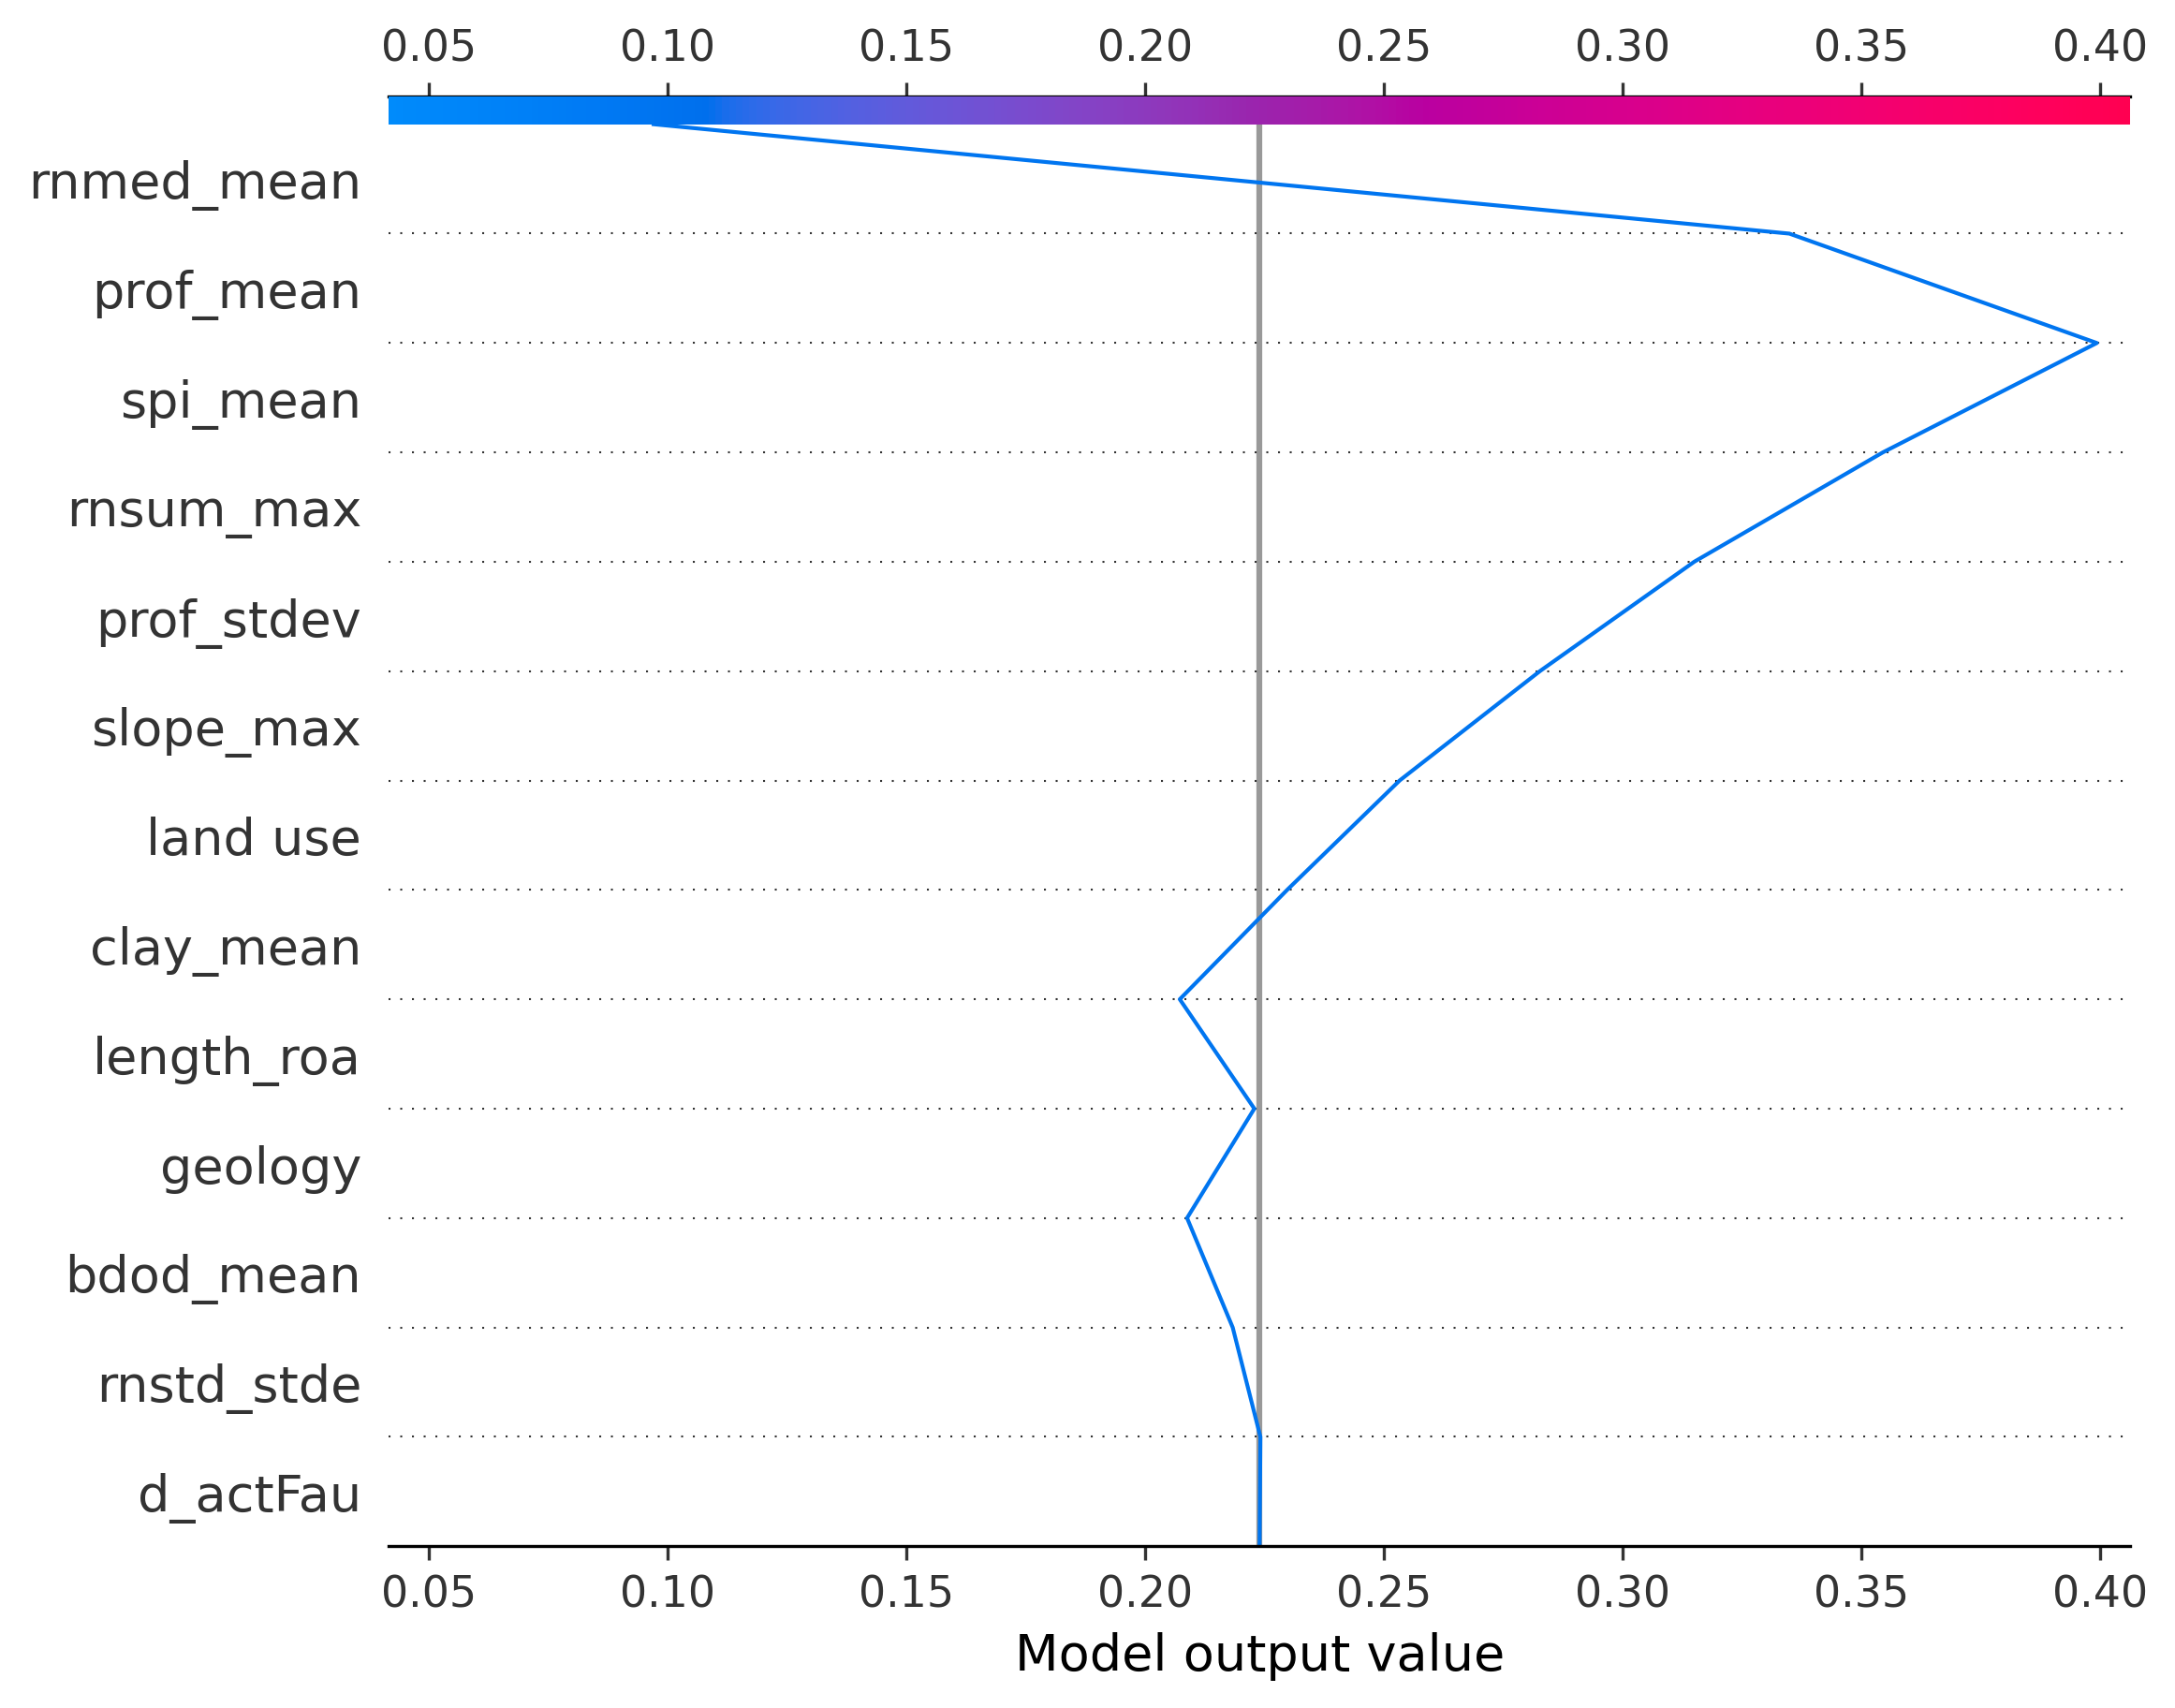 0.05 0.10 0.15 0.20 0.25 0.30 0.35 0.40
rnmed_mean
prof_mean
spi_mean
rnsum_max
prof_stdev
slope_max
land use
clay_mean
length_roa
geology
bdod_mean
rnstd_stde
d_actFau
0.05 0.10 0.15 0.20 0.25 0.30 0.35 0.40
Model output value